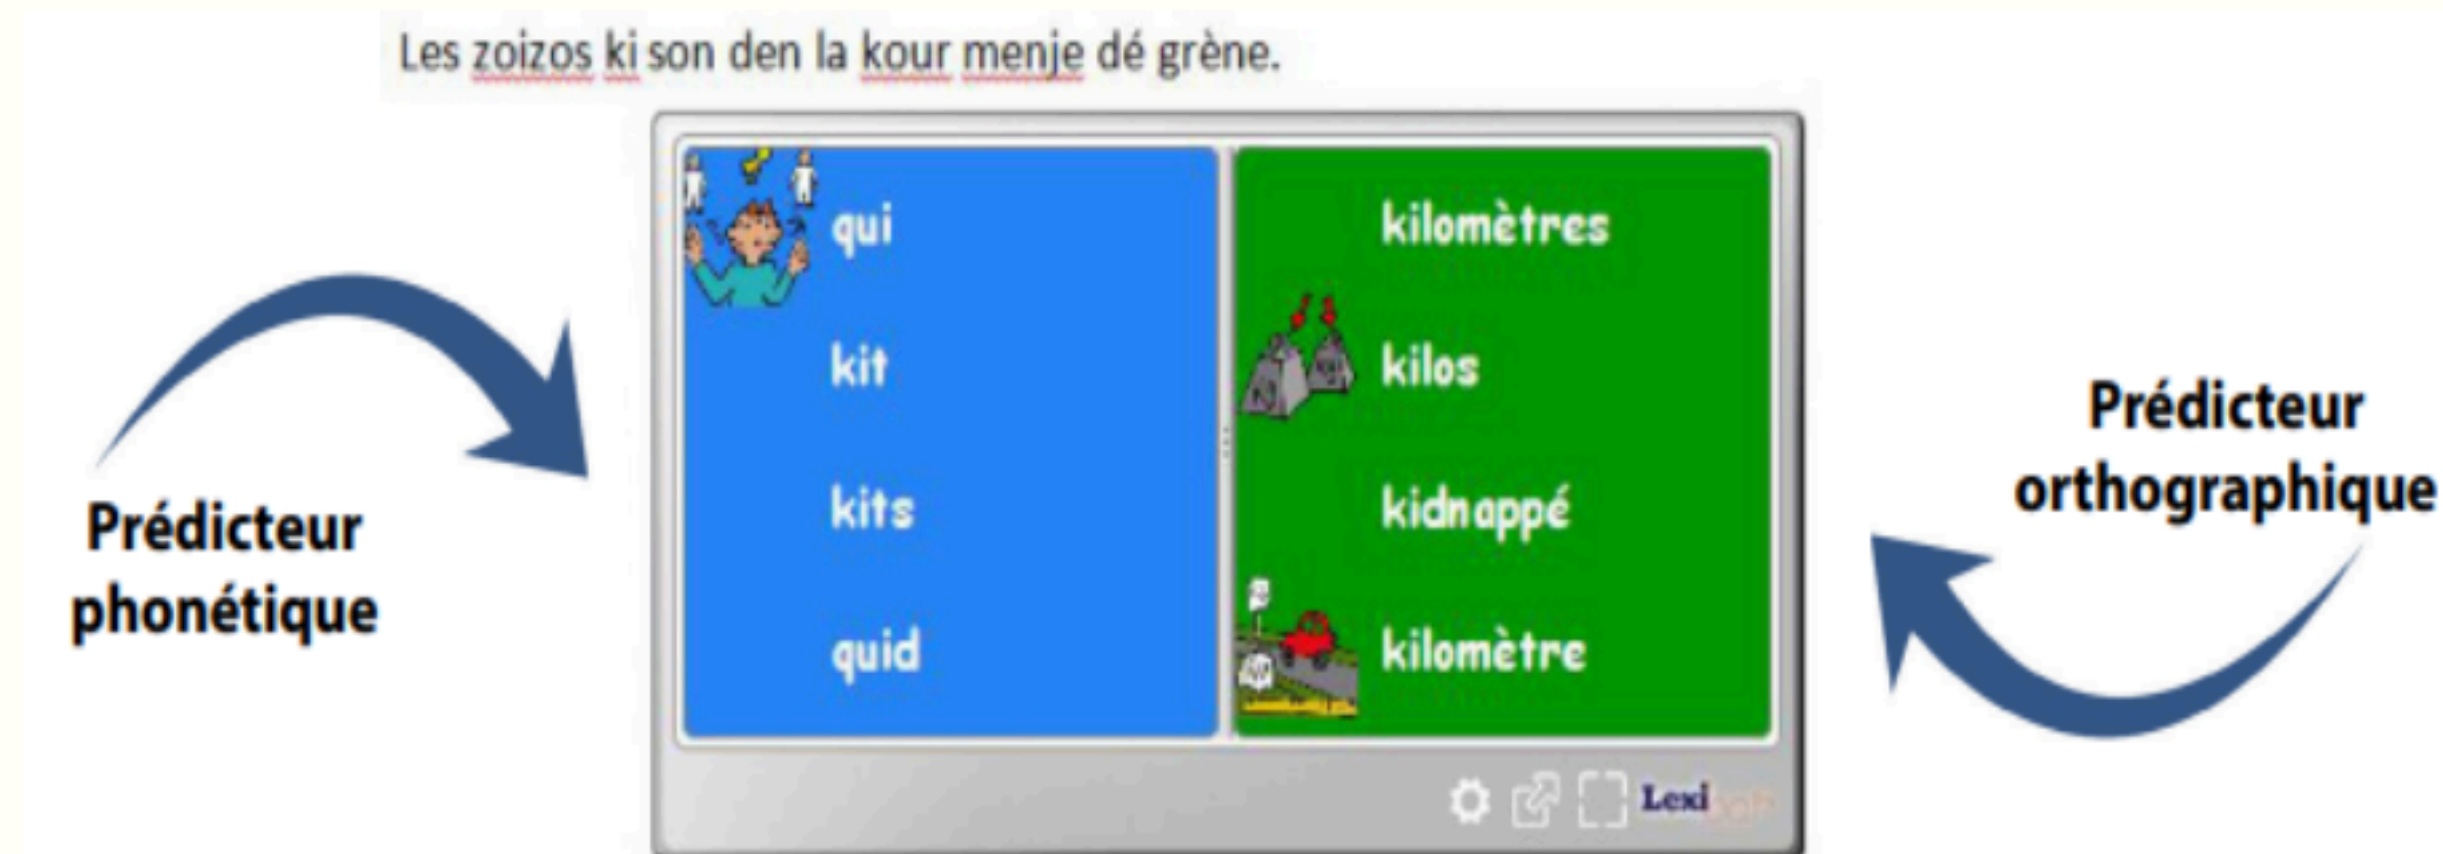 Les zoizos ki son den la kour menje dé grène.
qui
kit
kits
quid
kilomètres
kilos
kidnappé
kilomètre
Prédicteur
phonétique
Prédicteur
orthographique
Lexi